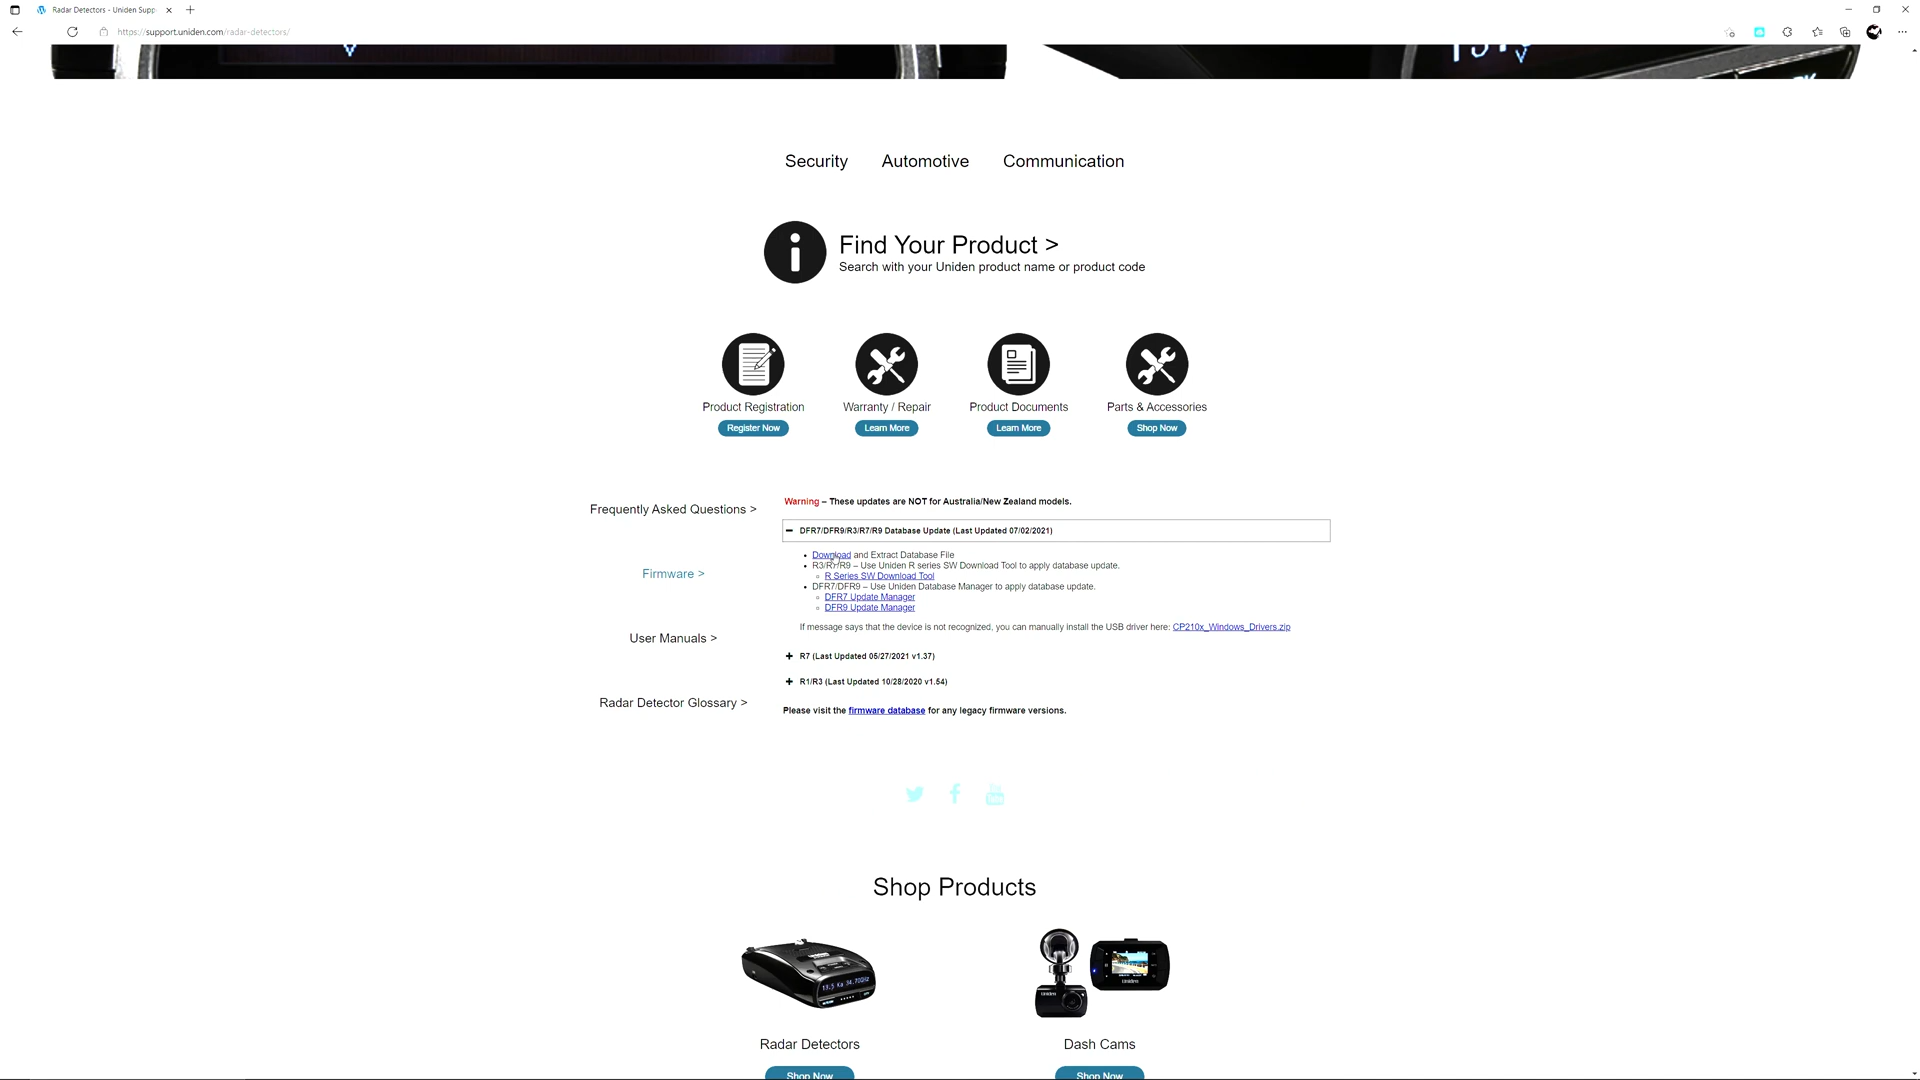 Radar Detectors - Uniden Supp
https://support.uniden.com/radar-detectors/
Security Automotive Communication
Find Your Product >
Search with your Uniden product name or product code
Product Registration Warranty / Repair Product Documents Parts & Accessories
Register Now Learn More Learn More Shop Now
Frequently Asked Questions >
Firmware >
User Manuals >
Radar Detector Glossary >
Warning – These updates are NOT for Australia/New Zealand models.
DFR7/DFR9/R3/R7/R9 Database Update (Last Updated 07/02/2021)
Download and Extract Database File
R3/R7/R9 – Use Uniden R series SW Download Tool to apply database update.
R Series SW Download Tool
DFR7/DFR9 – Use Uniden Database Manager to apply database update.
DFR7 Update Manager
DFR9 Update Manager
If message says that the device is not recognized, you can manually install the USB driver here: CP210x_Windows_Drivers.zip
R7 (Last Updated 05/27/2021 v1.37)
R1/R3 (Last Updated 10/28/2020 v1.54)
Please visit the firmware database for any legacy firmware versions.
Shop Products
Radar Detectors Dash Cams
Shop Now Shop Now